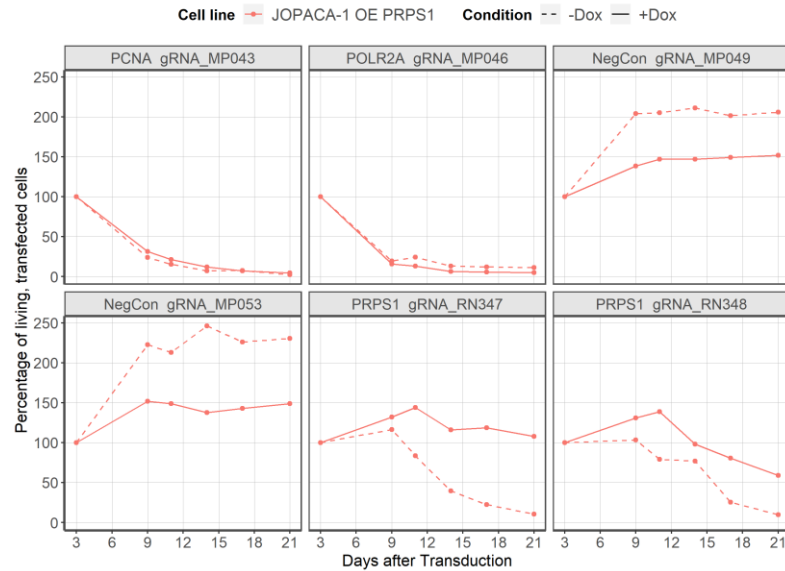 Cell line JOPACA-1 OE PRPS1 Condition -Dox +Dox
PCNA gRNA_MP043 POLR2A gRNA_MP046 NegCon gRNA_MP049
250
200
150
100
50
0
NegCon gRNA_MP053 PRPS1 gRNA_RN347 PRPS1 gRNA_RN348
250
200
150
100
50
0
Percentage of living, transfected cells
3 6 9 12 15 18 21 3 6 9 12 15 18 21 3 6 9 12 15 18 21
Days after Transduction